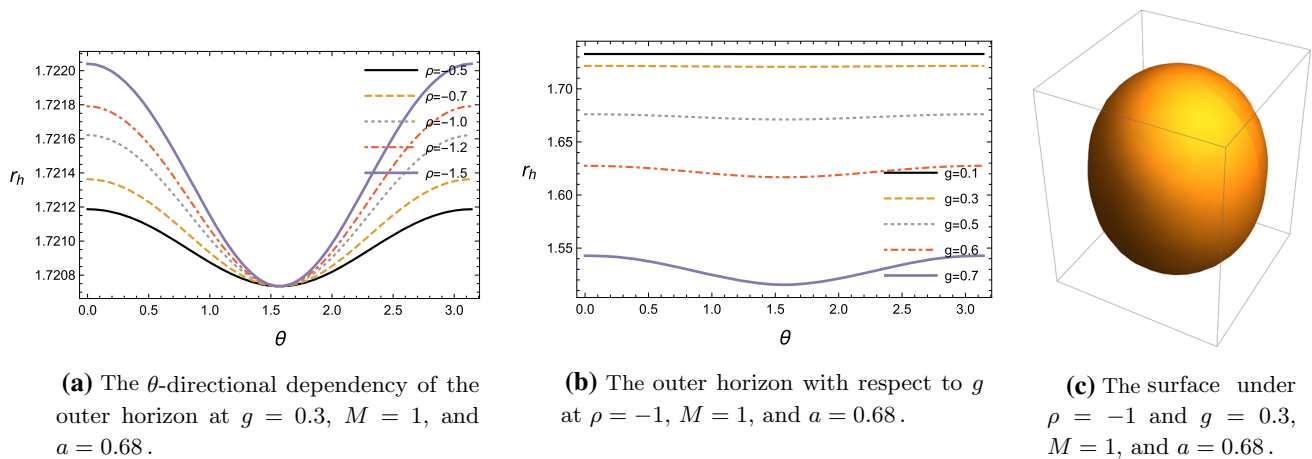 1.7220
1.7218
1.7216
1.7214
1.7212
1.7210
1.7208
r_h
0.0 0.5 1.0 1.5 2.0 2.5 3.0
θ
ρ=-0.5
ρ=-0.7
ρ=-1.0
ρ=-1.2
ρ=-1.5
1.70
1.65
1.60
1.55
r_h
0.0 0.5 1.0 1.5 2.0 2.5 3.0
θ
g=0.1
g=0.3
g=0.5
g=0.6
g=0.7
(a) The θ-directional dependency of the
outer horizon at g = 0.3, M = 1, and
a = 0.68.
(b) The outer horizon with respect to g
at ρ = −1, M = 1, and a = 0.68.
(c) The surface under
ρ = −1 and g = 0.3,
M = 1, and a = 0.68.